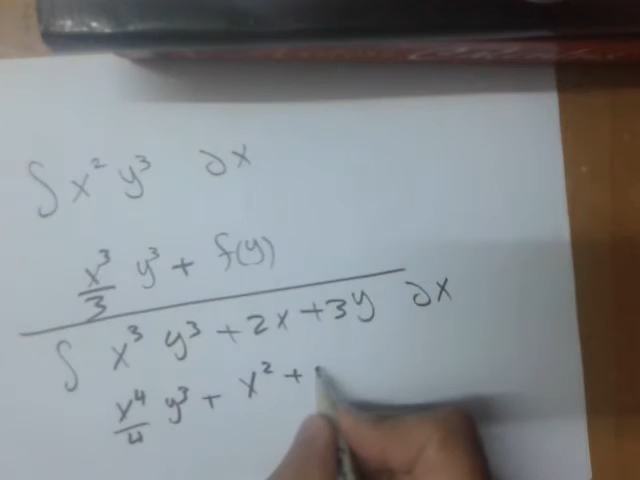 ∫ x² y³ ∂x
x³/3 y³ + f(y)
∫ x³ y³ + 2x + 3y ∂x
x⁴/4 y³ + x² +